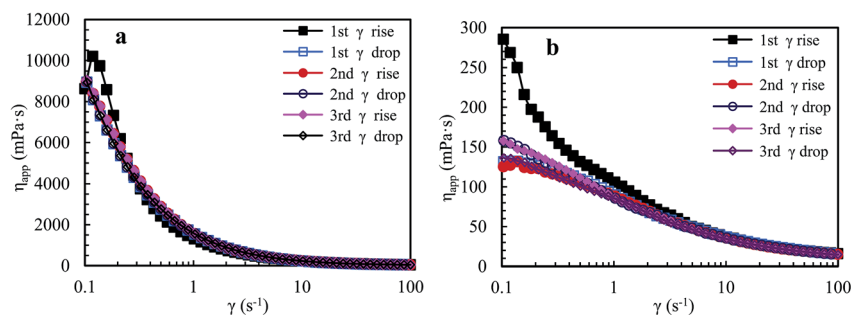 a
12000
10000
8000
6000
4000
2000
0
ηapp (mPa·s)
0.1 1 10 100
γ (s-1)
1st γ rise
1st γ drop
2nd γ rise
2nd γ drop
3rd γ rise
3rd γ drop
b
300
250
200
150
100
50
0
ηapp (mPa·s)
0.1 1 10 100
γ (s-1)
1st γ rise
1st γ drop
2nd γ rise
2nd γ drop
3rd γ rise
3rd γ drop